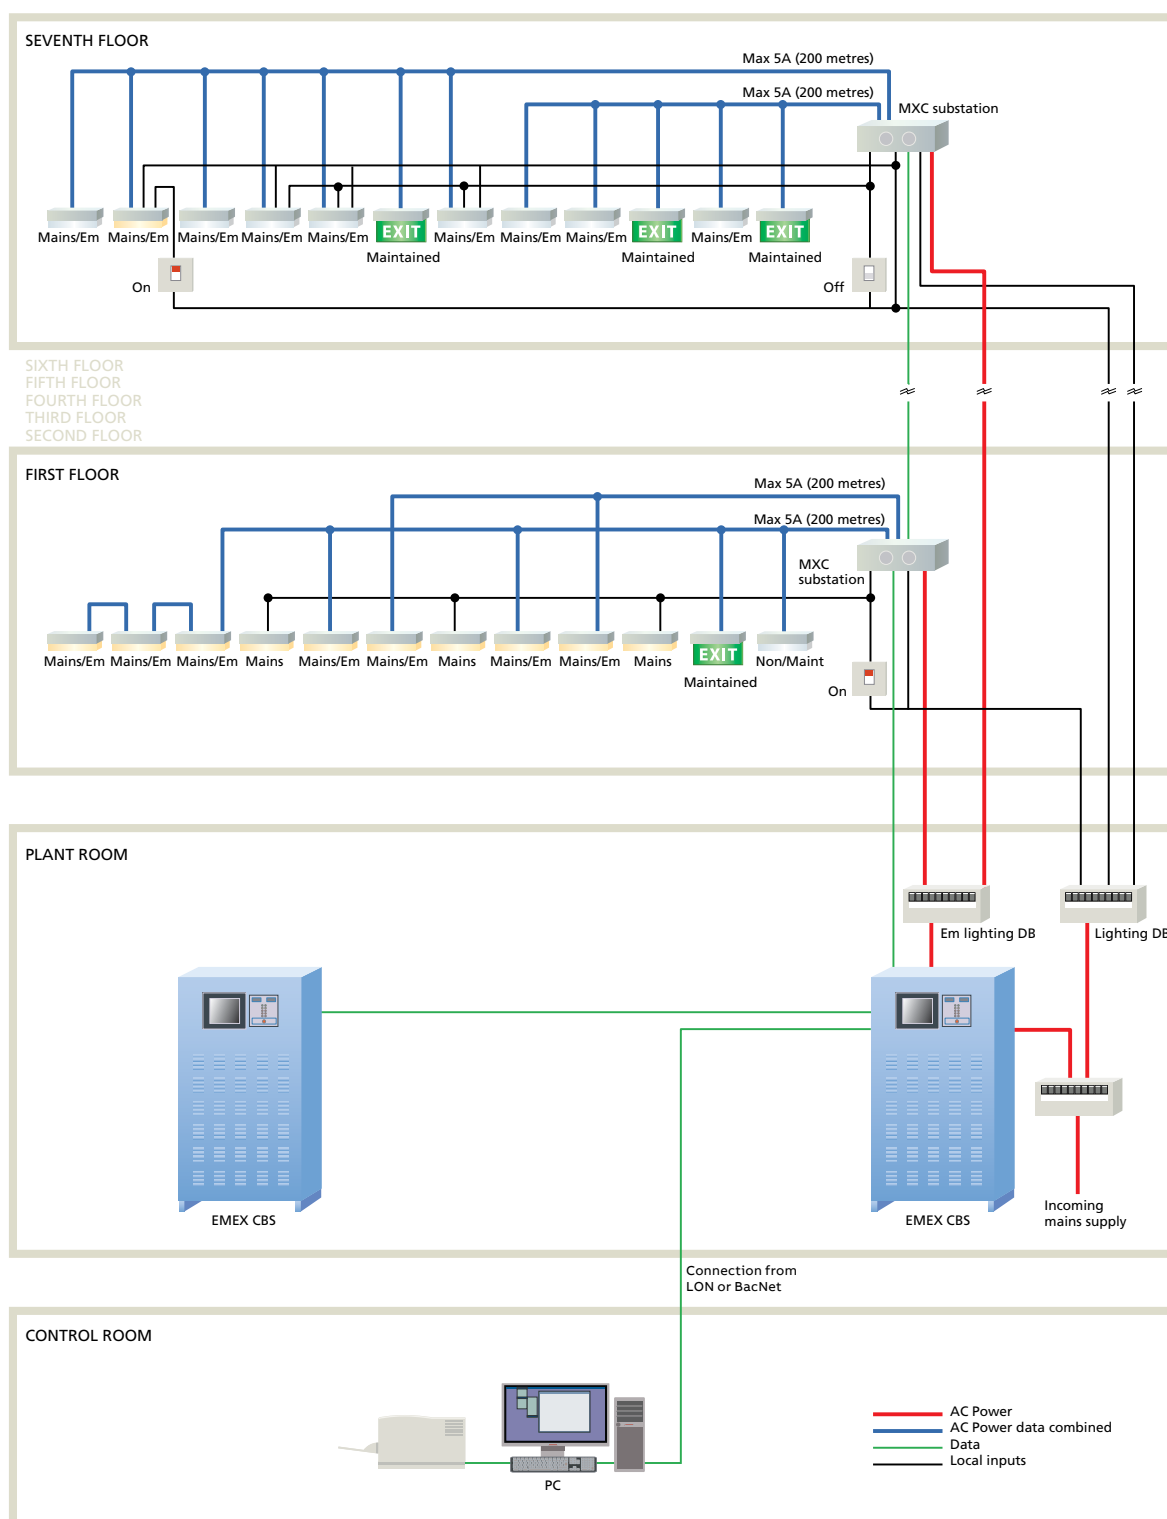 SEVENTH FLOOR
Max 5A (200 metres)
Max 5A (200 metres)
MXC substation
Mains/Em Mains/Em Mains/Em Mains/Em Mains/Em EXIT Mains/Em Mains/Em Mains/Em EXIT Mains/Em EXIT
Maintained Maintained Maintained
On Off
SIXTH FLOOR
FIFTH FLOOR
FOURTH FLOOR
THIRD FLOOR
SECOND FLOOR
FIRST FLOOR
Max 5A (200 metres)
Max 5A (200 metres)
MXC
substation
Mains/Em Mains/Em Mains/Em Mains Mains/Em Mains/Em Mains Mains/Em Mains/Em Mains EXIT Non/Maint
Maintained
On
PLANT ROOM
Em lighting DB Lighting DB
EMEX CBS EMEX CBS
Incoming
mains supply
Connection from
LON or BacNet
CONTROL ROOM
PC
AC Power
AC Power data combined
Data
Local inputs